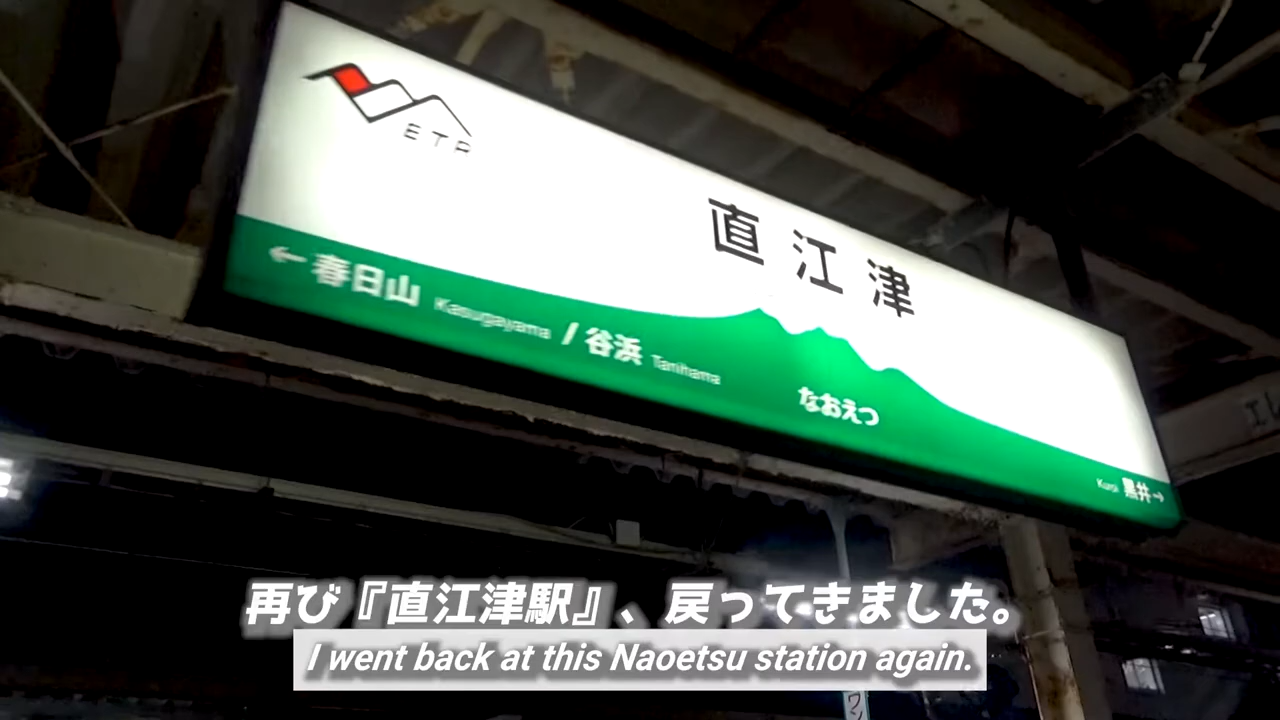 ETR
直江津
← 春日山 Kasugayama / 谷浜 Tanihama
なおえつ
Kuroi 黒井→
再び『直江津駅』、戻ってきました。
I went back at this Naoetsu station again.
ワン